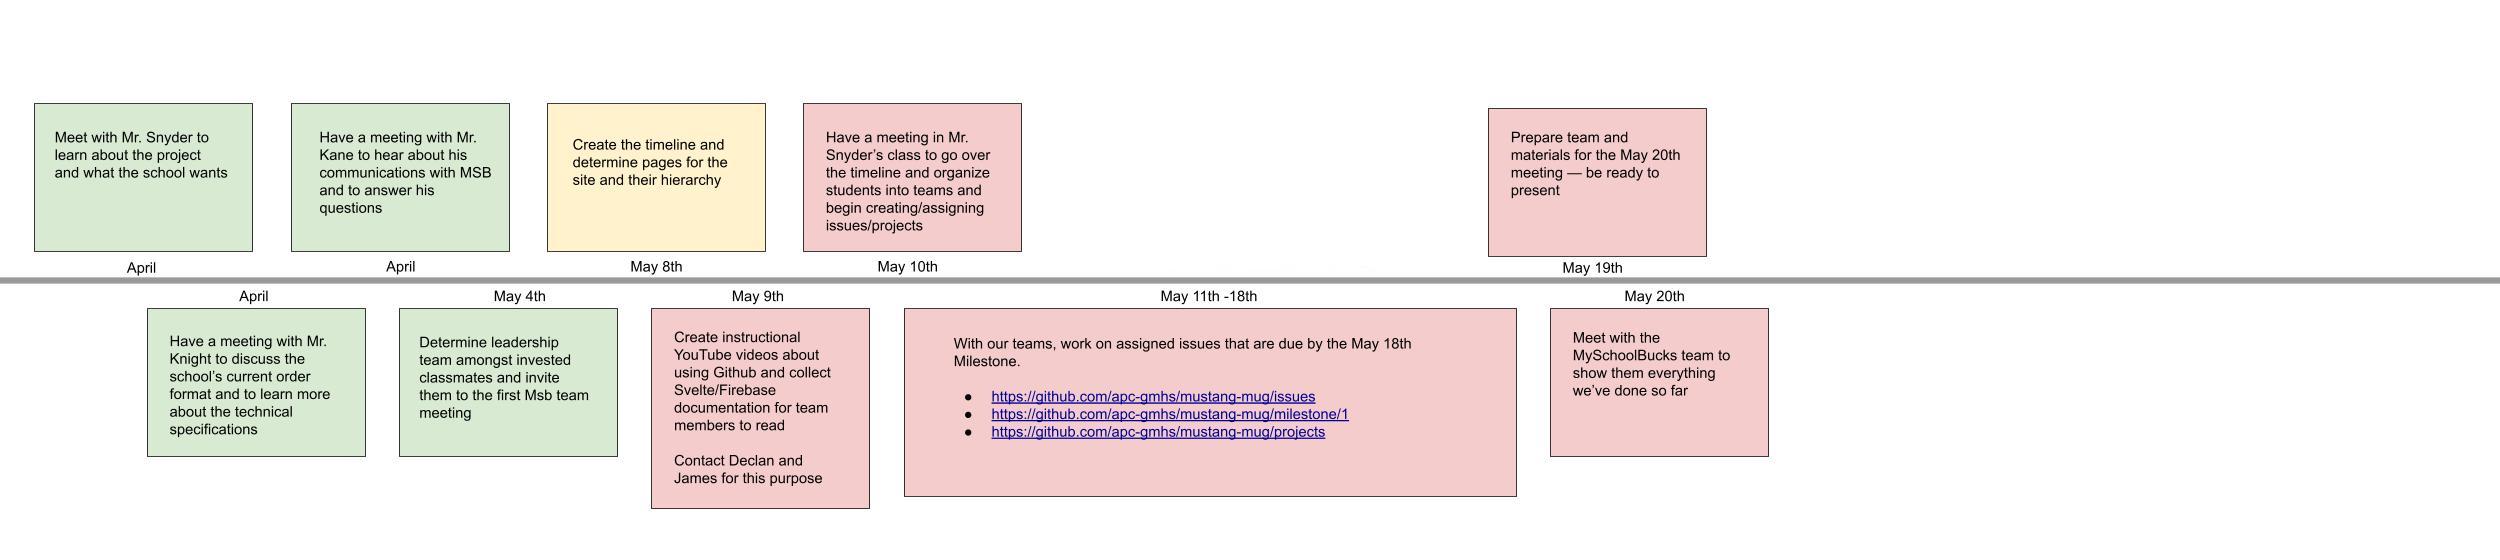 Meet with Mr. Snyder to
learn about the project
and what the school wants
April
April
Have a meeting with Mr.
Knight to discuss the
school's current order
format and to learn more
about the technical
specifications
Have a meeting with Mr.
Kane to hear about his
communications with MSB
and to answer his
questions
April
May 4th
Determine leadership
team amongst invested
classmates and invite
them to the first Msb team
meeting
Create the timeline and
determine pages for the
site and their hierarchy
May 8th
May 9th
Create instructional
YouTube videos about
using Github and collect
Svelte/Firebase
documentation for team
members to read
Contact Declan and
James for this purpose
Have a meeting in Mr.
Snyder's class to go over
the timeline and organize
students into teams and
begin creating/assigning
issues/projects
May 10th
May 11th -18th
With our teams, work on assigned issues that are due by the May 18th
Milestone.
● https://github.com/apc-gmhs/mustang-mug/issues
● https://github.com/apc-gmhs/mustang-mug/milestone/1
● https://github.com/apc-gmhs/mustang-mug/projects
Prepare team and
materials for the May 20th
meeting — be ready to
present
May 19th
May 20th
Meet with the
MySchoolBucks team to
show them everything
we've done so far